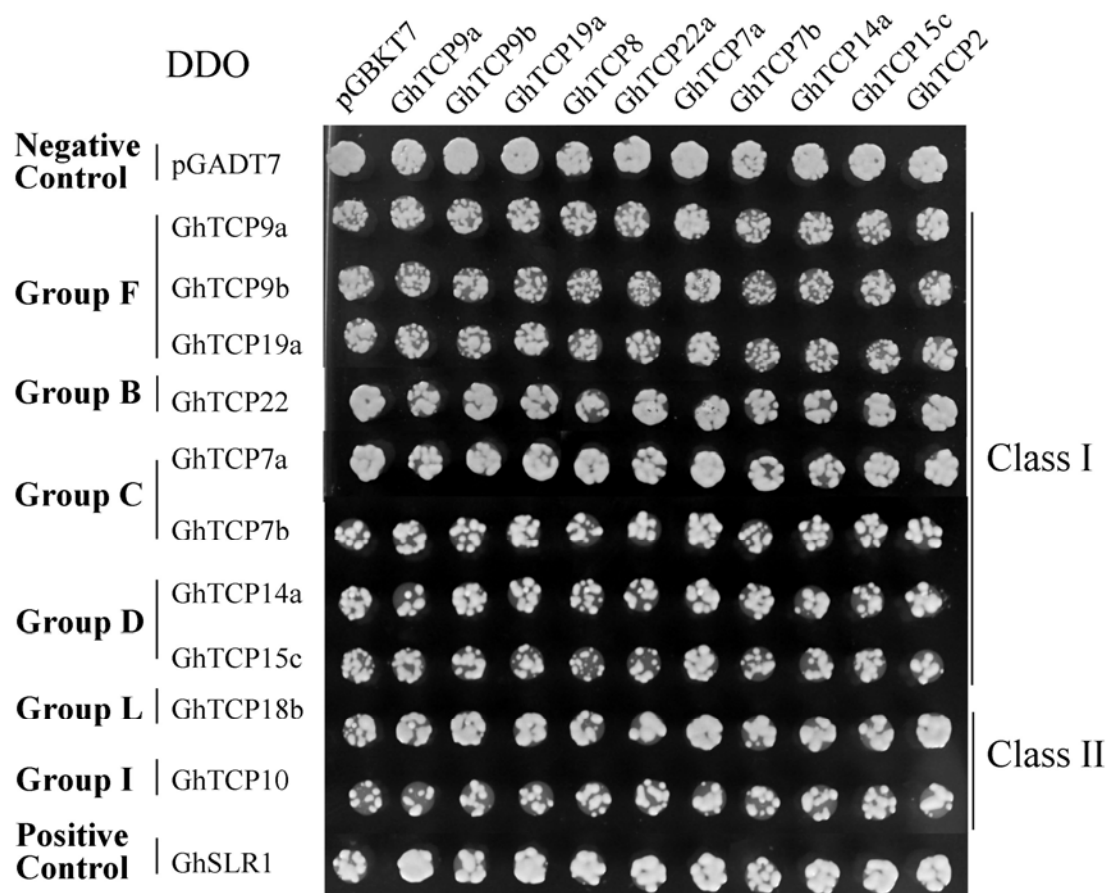 DDO
pGBKT7
GhTCP9a
GhTCP9b
GhTCP19a
GhTCP8
GhTCP22a
GhTCP7a
GhTCP7b
GhTCP14a
GhTCP15c
GhTCP2
Negative
Control
pGADT7
Group F
GhTCP9a
GhTCP9b
GhTCP19a
Group B
GhTCP22
Group C
GhTCP7a
GhTCP7b
Group D
GhTCP14a
GhTCP15c
Class I
Group L
GhTCP18b
Group I
GhTCP10
Class II
Positive
Control
GhSLR1